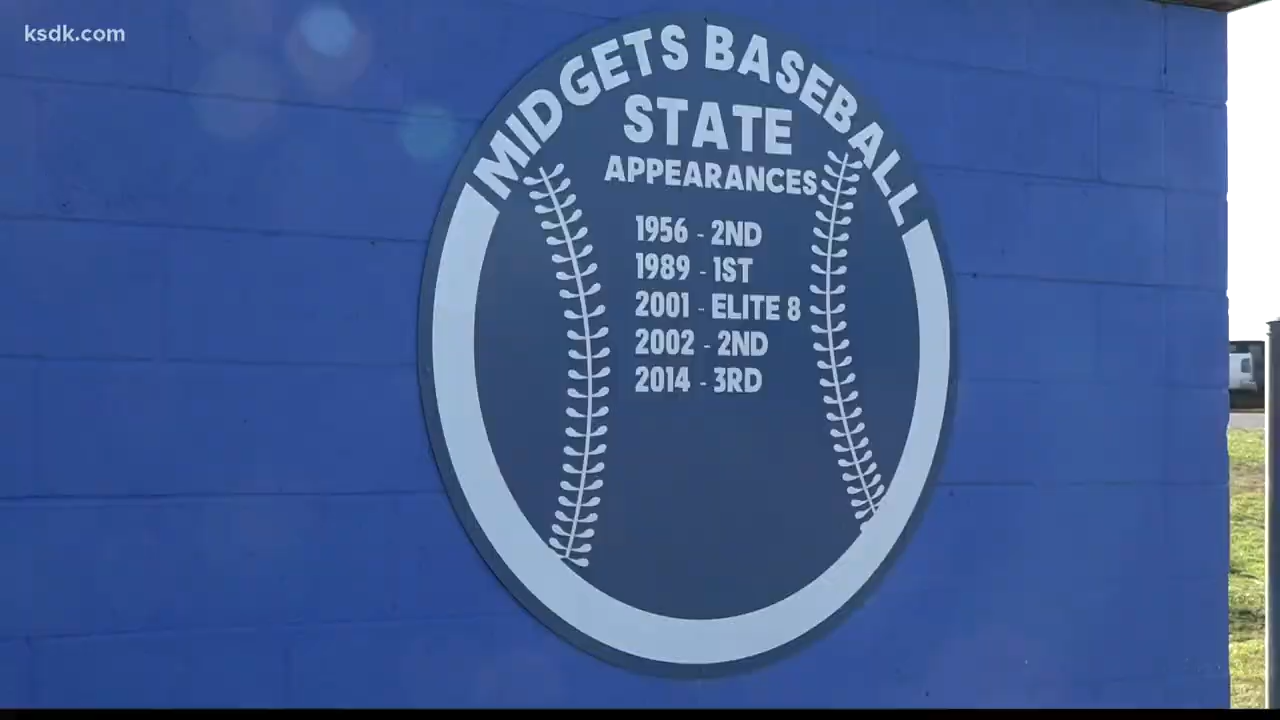 ksdk.com
MIDGETS BASEBALL
STATE
APPEARANCES
1956 - 2ND
1989 - 1ST
2001 - ELITE 8
2002 - 2ND
2014 - 3RD